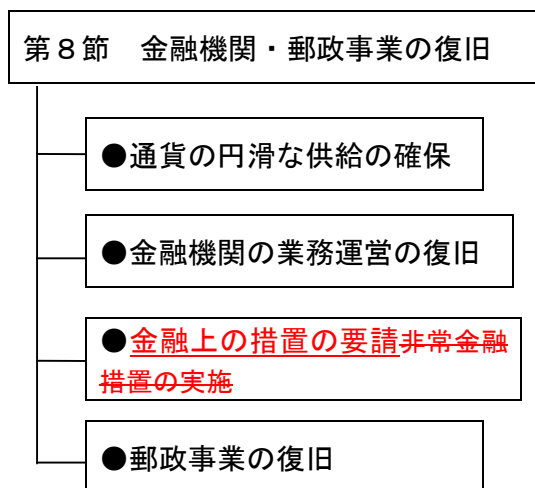 第８節　金融機関・郵政事業の復旧
●通貨の円滑な供給の確保
●金融機関の業務運営の復旧
●金融上の措置の要請非常金融
措置の実施
●郵政事業の復旧